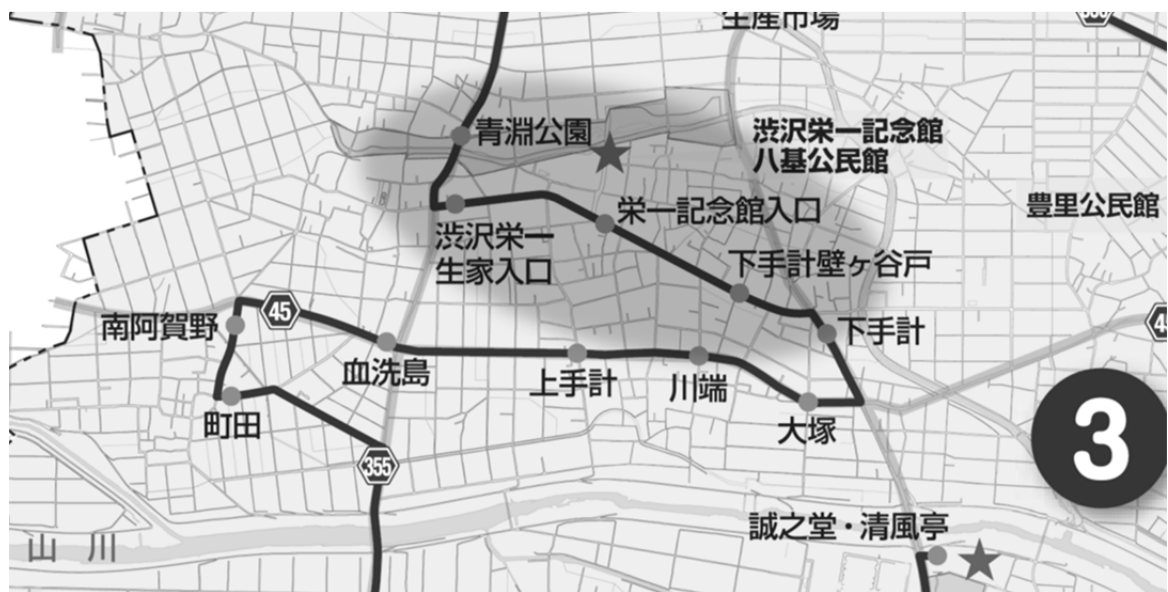 生産市場
青淵公園
渋沢栄一記念館
八基公民館
豊里公民館
栄一記念館入口
渋沢栄一
生家入口
下手計壁ヶ谷戸
45
南阿賀野
下手計
血洗島
上手計
川端
町田
大塚
3
355
誠之堂・清風亭
山川